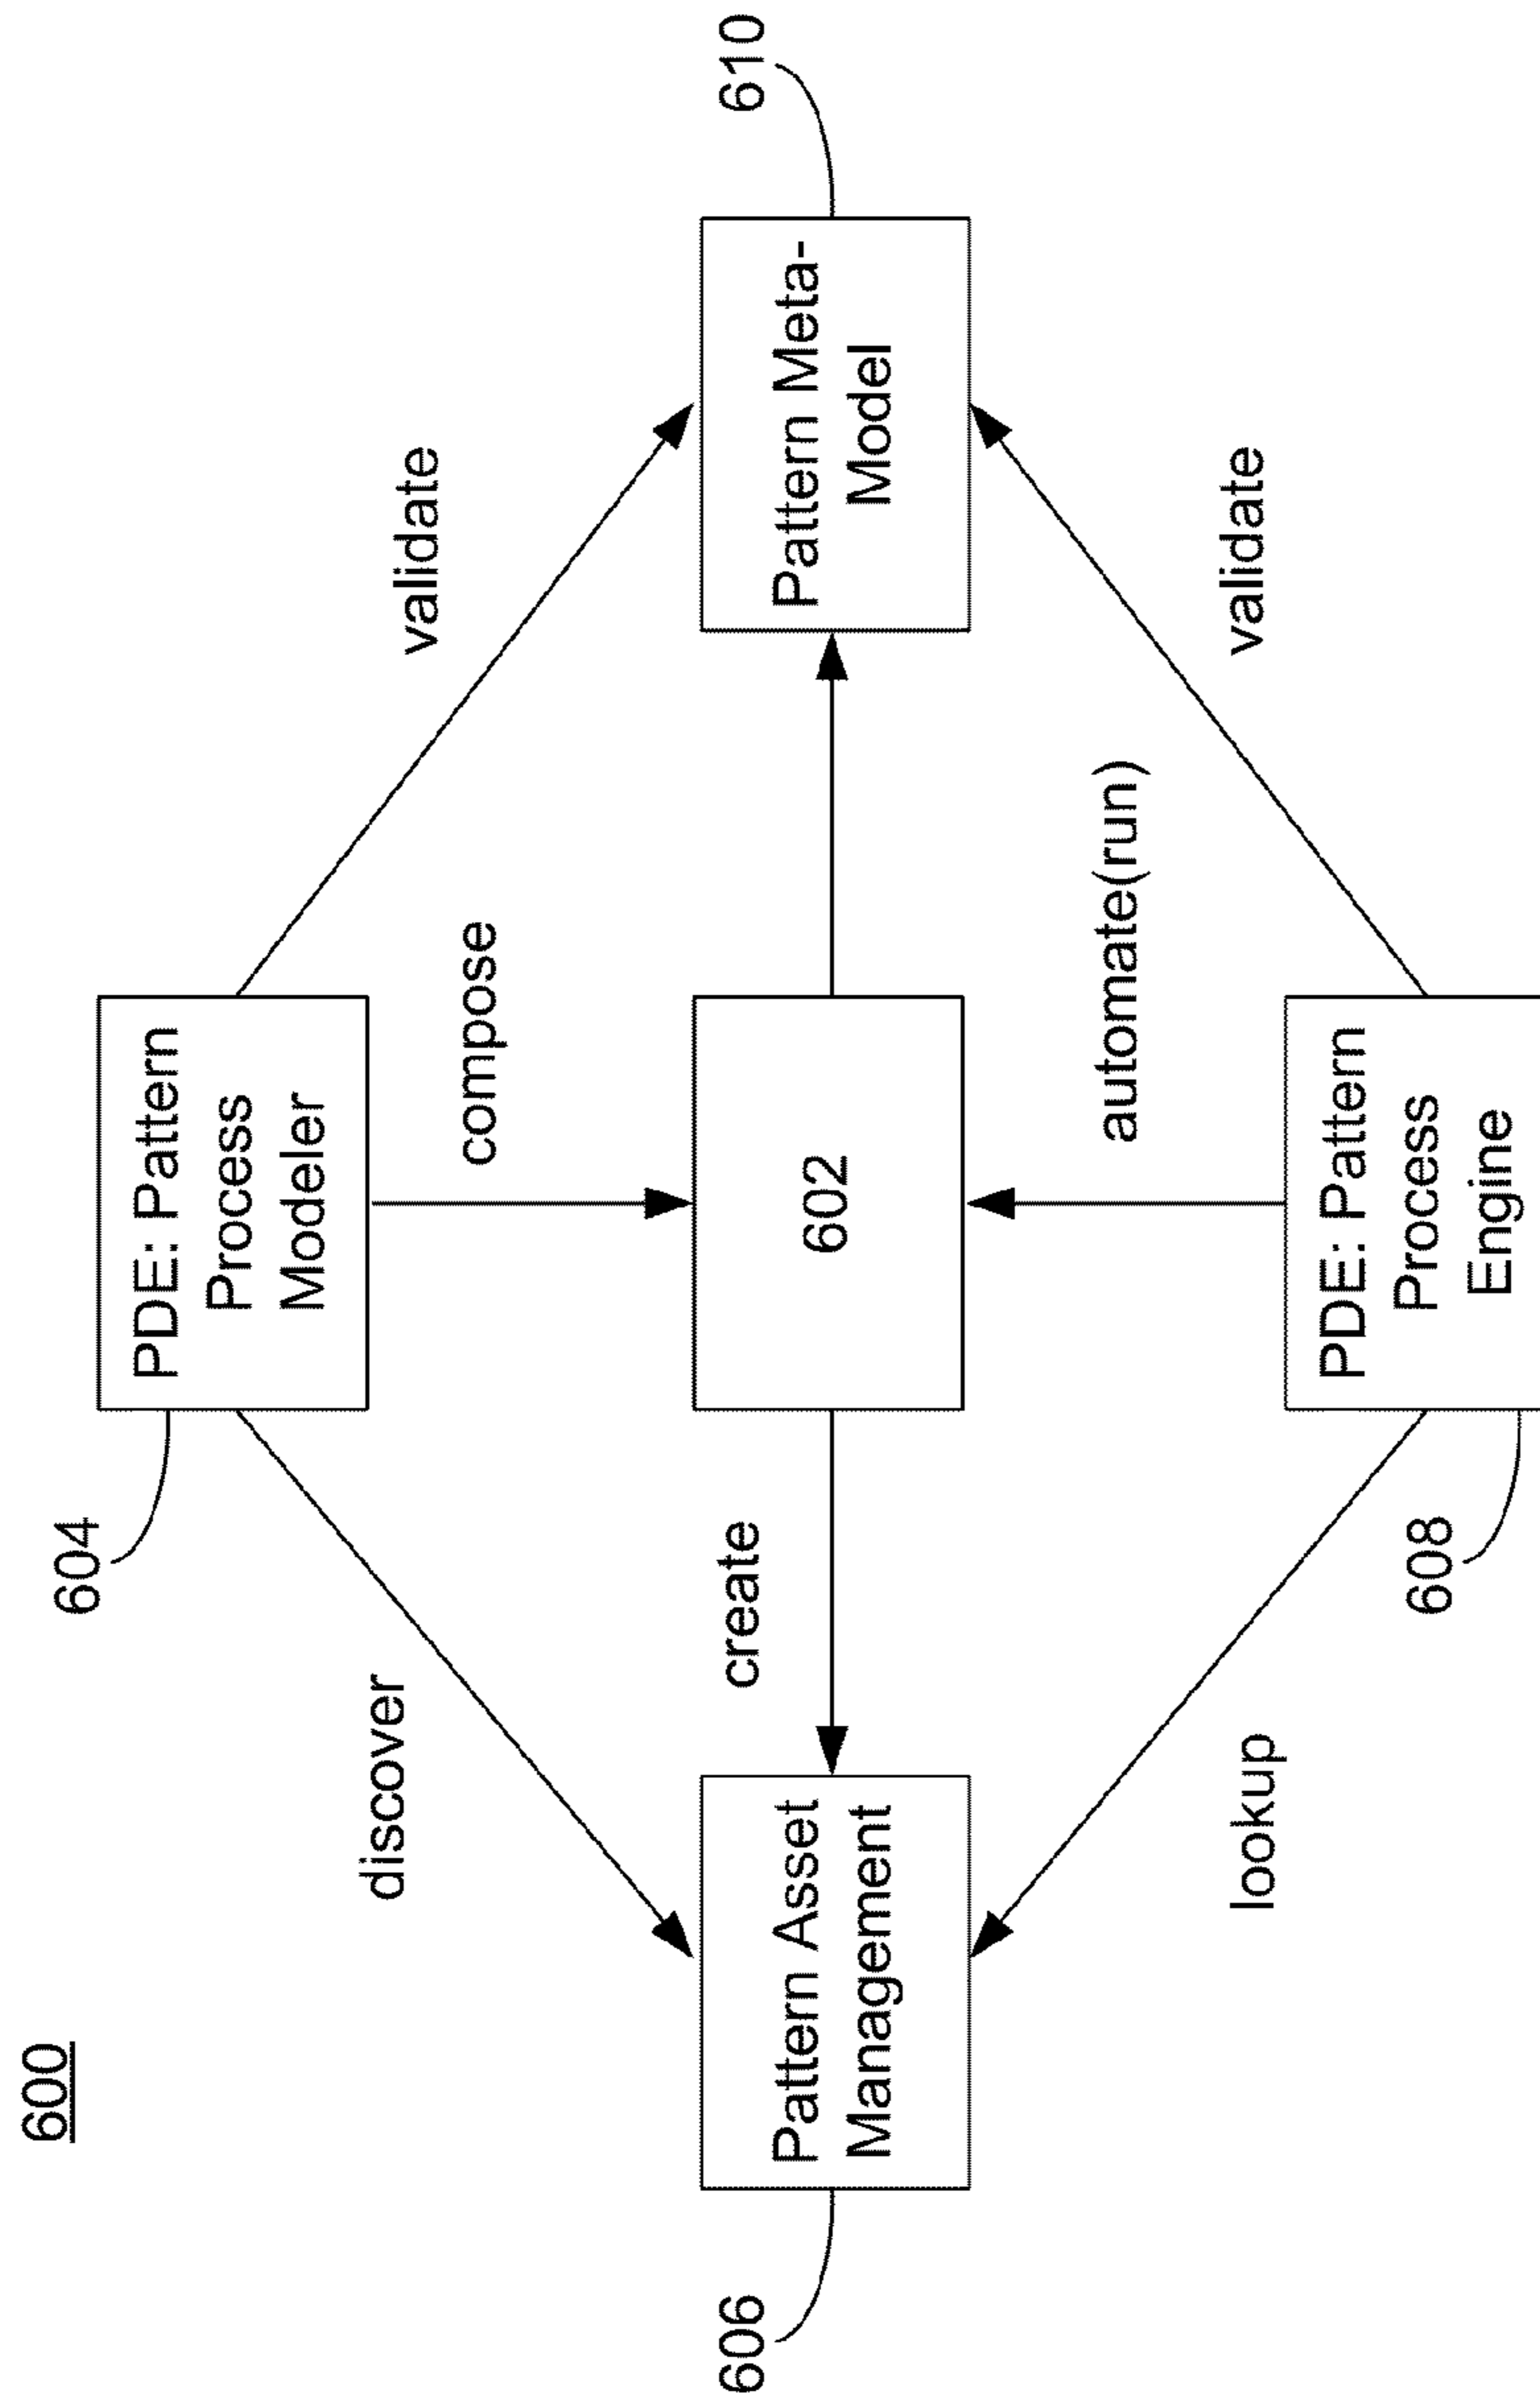 600
604
PDE: Pattern
Process
Modeler
discover
compose
validate
606
Pattern Asset
Management
create
602
Pattern Meta-
Model
610
lookup
automate(run)
validate
608
PDE: Pattern
Process
Engine